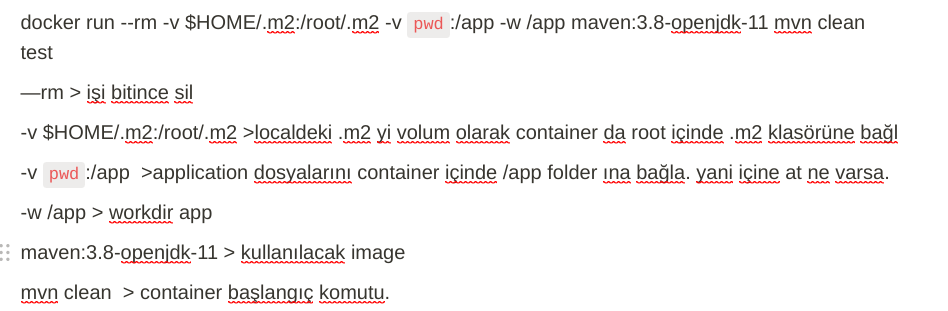 docker run --rm -v $HOME/.m2:/root/.m2 -v pwd:/app -w /app maven:3.8-openjdk-11 mvn clean
test
—rm > işi bitince sil
-v $HOME/.m2:/root/.m2 >localdeki .m2 yi volum olarak container da root içinde .m2 klasörüne bağl
-v pwd:/app >application dosyalarını container içinde /app folder ına bağla. yani içine at ne varsa.
-w /app > workdir app
maven:3.8-openjdk-11 > kullanılacak image
mvn clean > container başlangıç komutu.